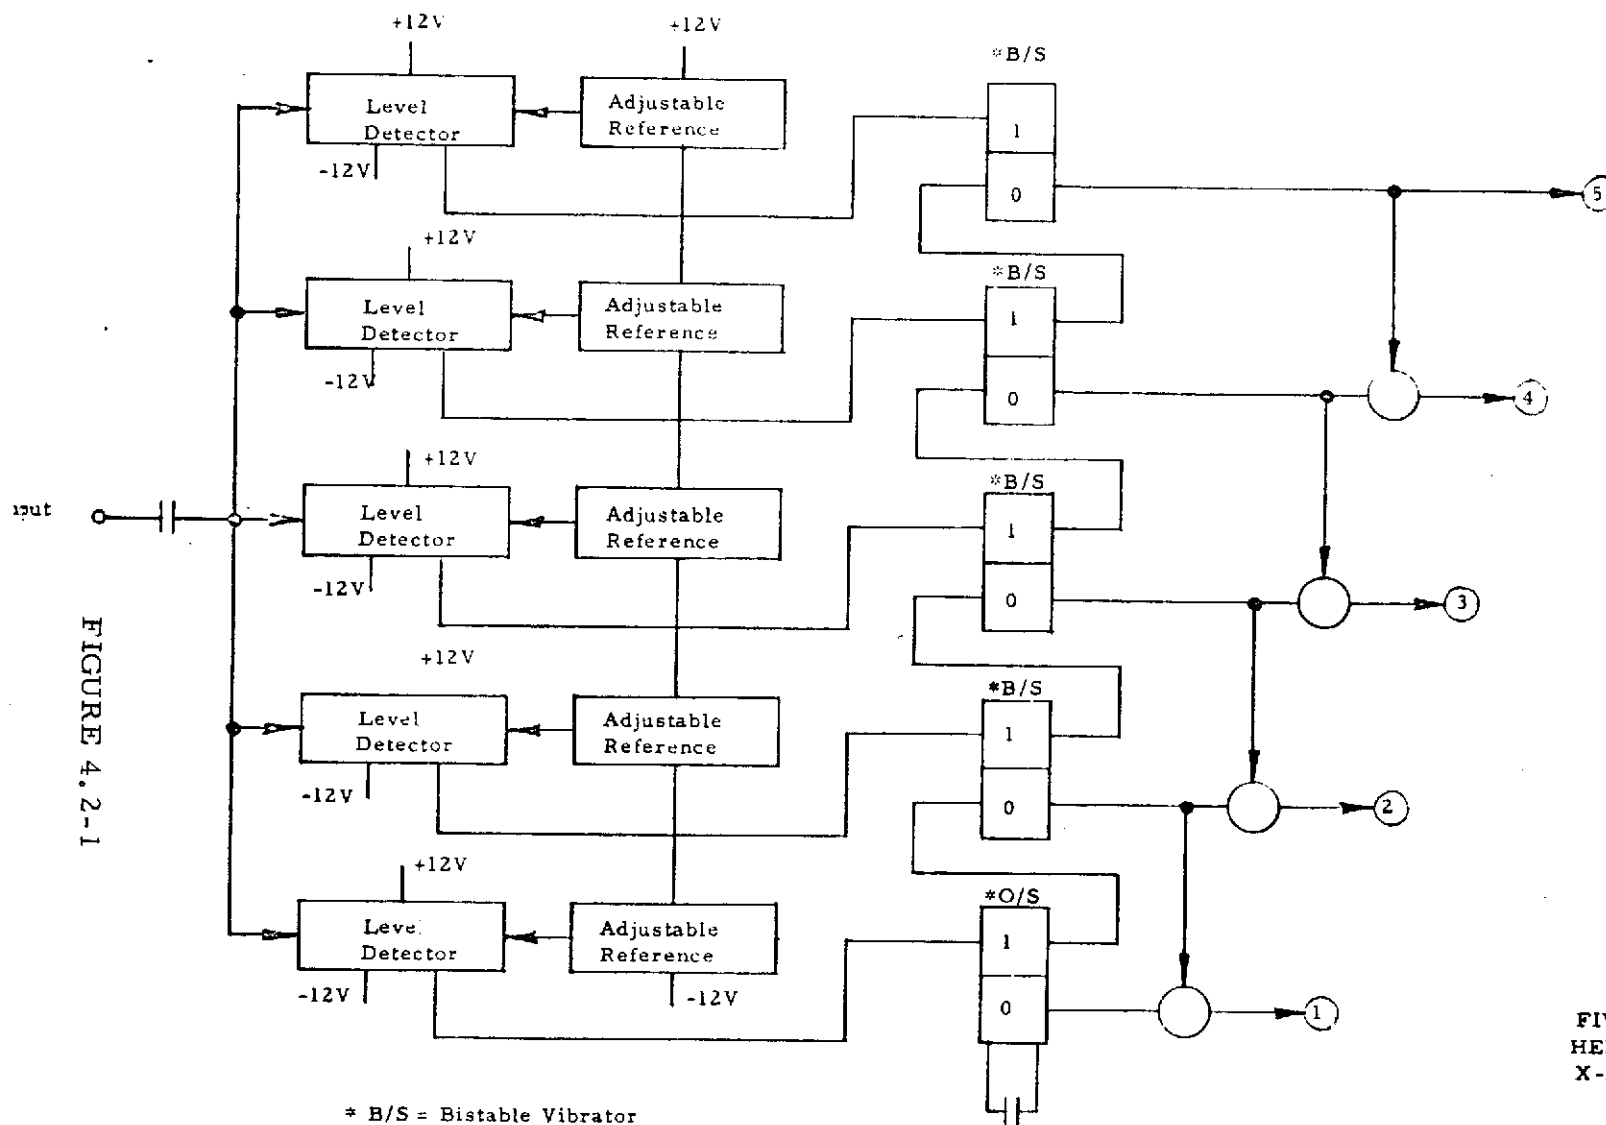 +12V
+12V
*B/S
Level
Detector
Adjustable
Reference
1
-12V
0
5
+12V
*B/S
Level
Detector
Adjustable
Reference
1
-12V
0
4
+12V
*B/S
Level
Detector
Adjustable
Reference
1
-12V
0
3
+12V
*B/S
Level
Detector
Adjustable
Reference
1
-12V
0
2
+12V
*O/S
Level
Detector
Adjustable
Reference
1
-12V
-12V
0
1
FIGURE 4.2-1
* B/S = Bistable Vibrator